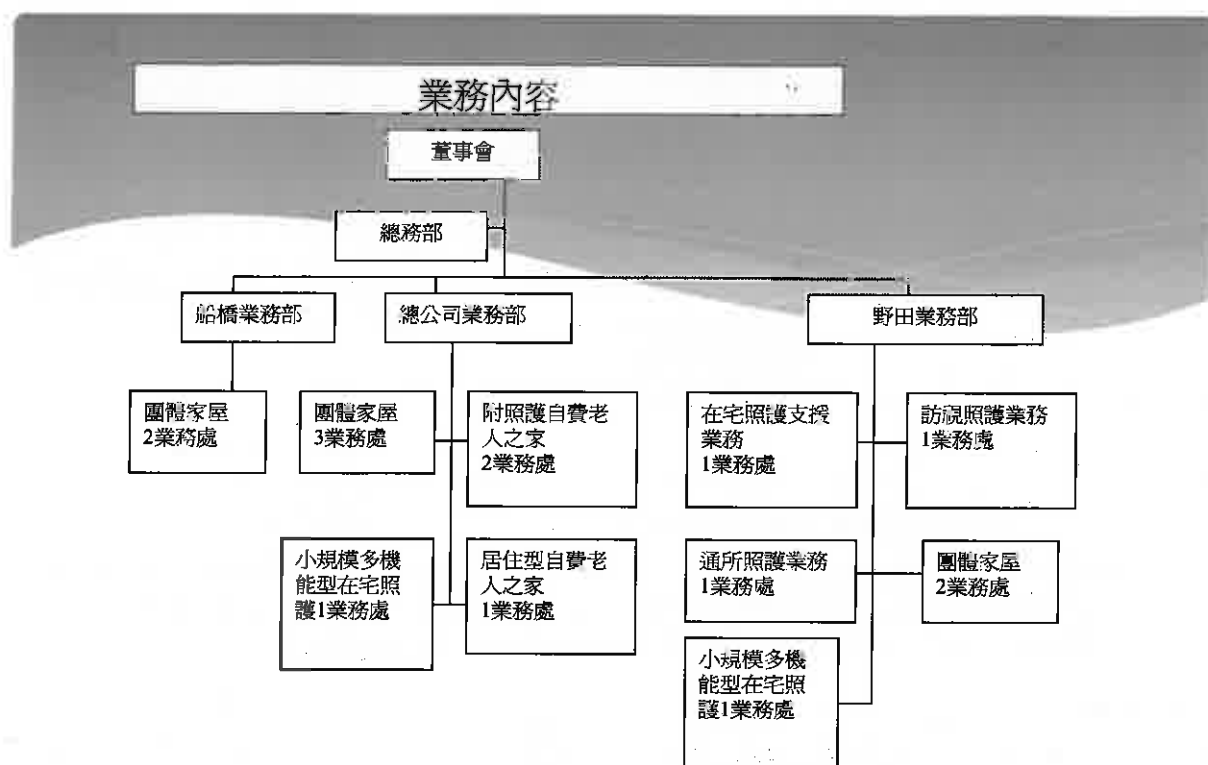 業務內容
董事會
總務部
船橋業務部
總公司業務部
野田業務部
團體家屋
2業務處
團體家屋
3業務處
附照護自費老
人之家
2業務處
在宅照護支援
業務
1業務處
訪視照護業務
1業務處
小規模多機
能型在宅照
護1業務處
居住型自費老
人之家
1業務處
通所照護業務
1業務處
團體家屋
2業務處
小規模多機
能型在宅照
護1業務處